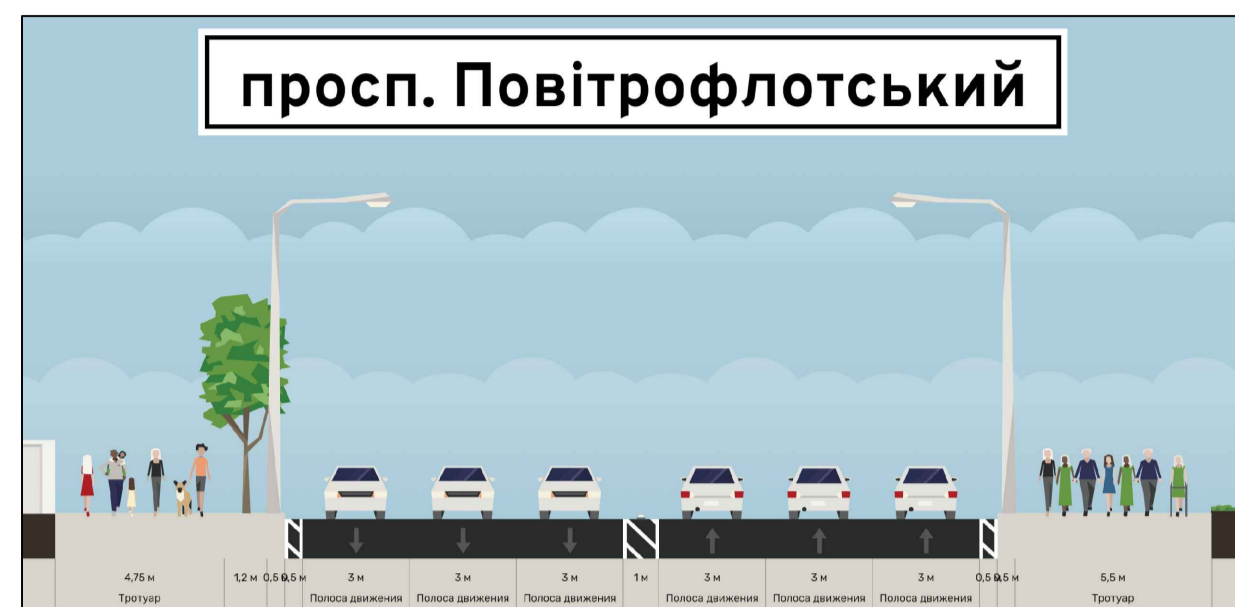 просп. Повітрофлотський
4,75 м 1,2 м 0,5 0,5 м 3 м 3 м 3 м 1 м 3 м 3 м 3 м 0,5 0,5 м 5,5 м
Тротуар Полоса движения Полоса движения Полоса движения Полоса движения Полоса движения Полоса движения Тротуар